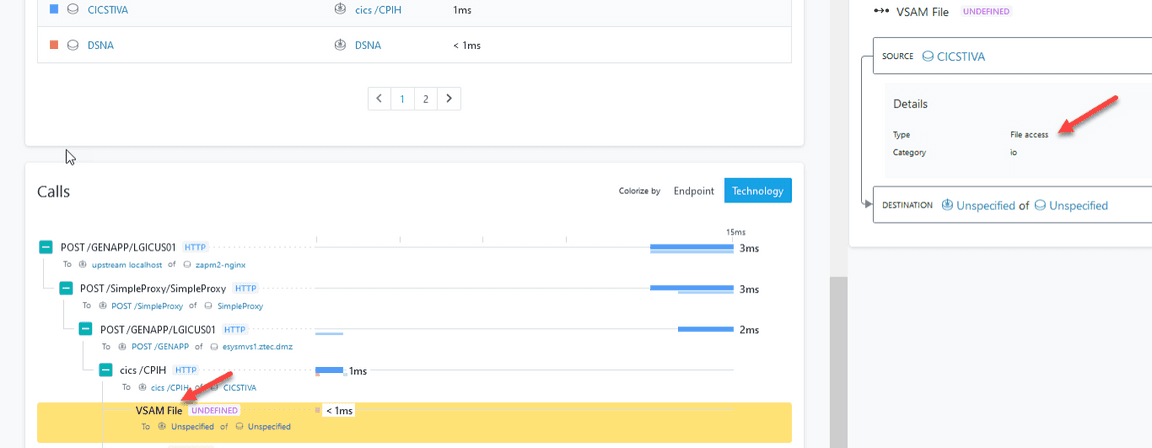 CICSTIVA cics /CPIH 1ms
DSNA DSNA < 1ms
1 2
Calls
Colorize by Endpoint Technology
15ms
POST /GENAPP/LGICUS01 HTTP 3ms
To upstream localhost of zapm2-nginx
POST /SimpleProxy/SimpleProxy HTTP 3ms
To POST /SimpleProxy of SimpleProxy
POST /GENAPP/LGICUS01 HTTP 2ms
To POST /GENAPP of esysmvs1.ztec.dmz
cics /CPIH HTTP 1ms
To cics /CPIH of CICSTIVA
VSAM File UNDEFINED < 1ms
To Unspecified of Unspecified
VSAM File UNDEFINED
SOURCE CICSTIVA
Details
Type File access
Category io
DESTINATION Unspecified of Unspecified